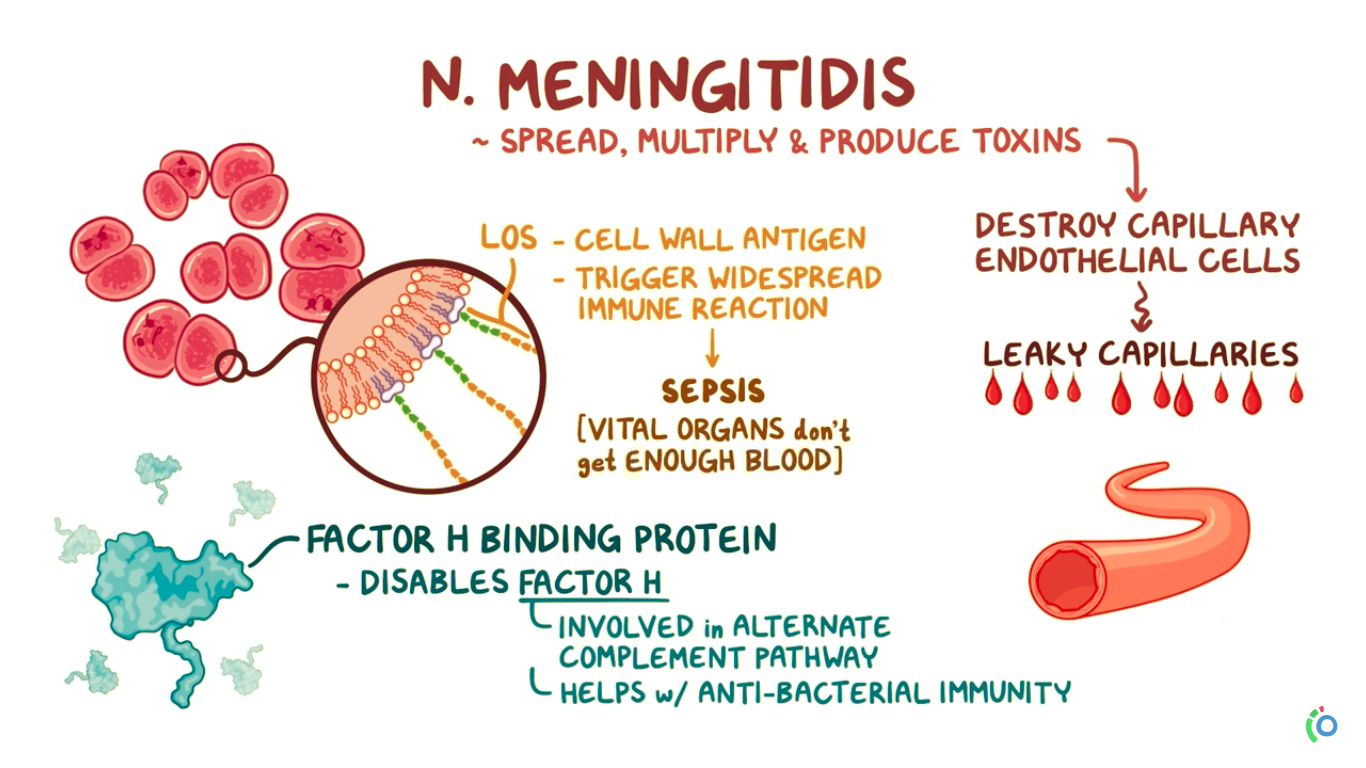 N. MENINGITIDIS
~ SPREAD, MULTIPLY & PRODUCE TOXINS
DESTROY CAPILLARY
ENDOTHELIAL CELLS
LEAKY CAPILLARIES
LOS - CELL WALL ANTIGEN
- TRIGGER WIDESPREAD
IMMUNE REACTION
SEPSIS
[VITAL ORGANS don't
get ENOUGH BLOOD]
FACTOR H BINDING PROTEIN
- DISABLES FACTOR H
INVOLVED in ALTERNATE
COMPLEMENT PATHWAY
HELPS w/ ANTI-BACTERIAL IMMUNITY